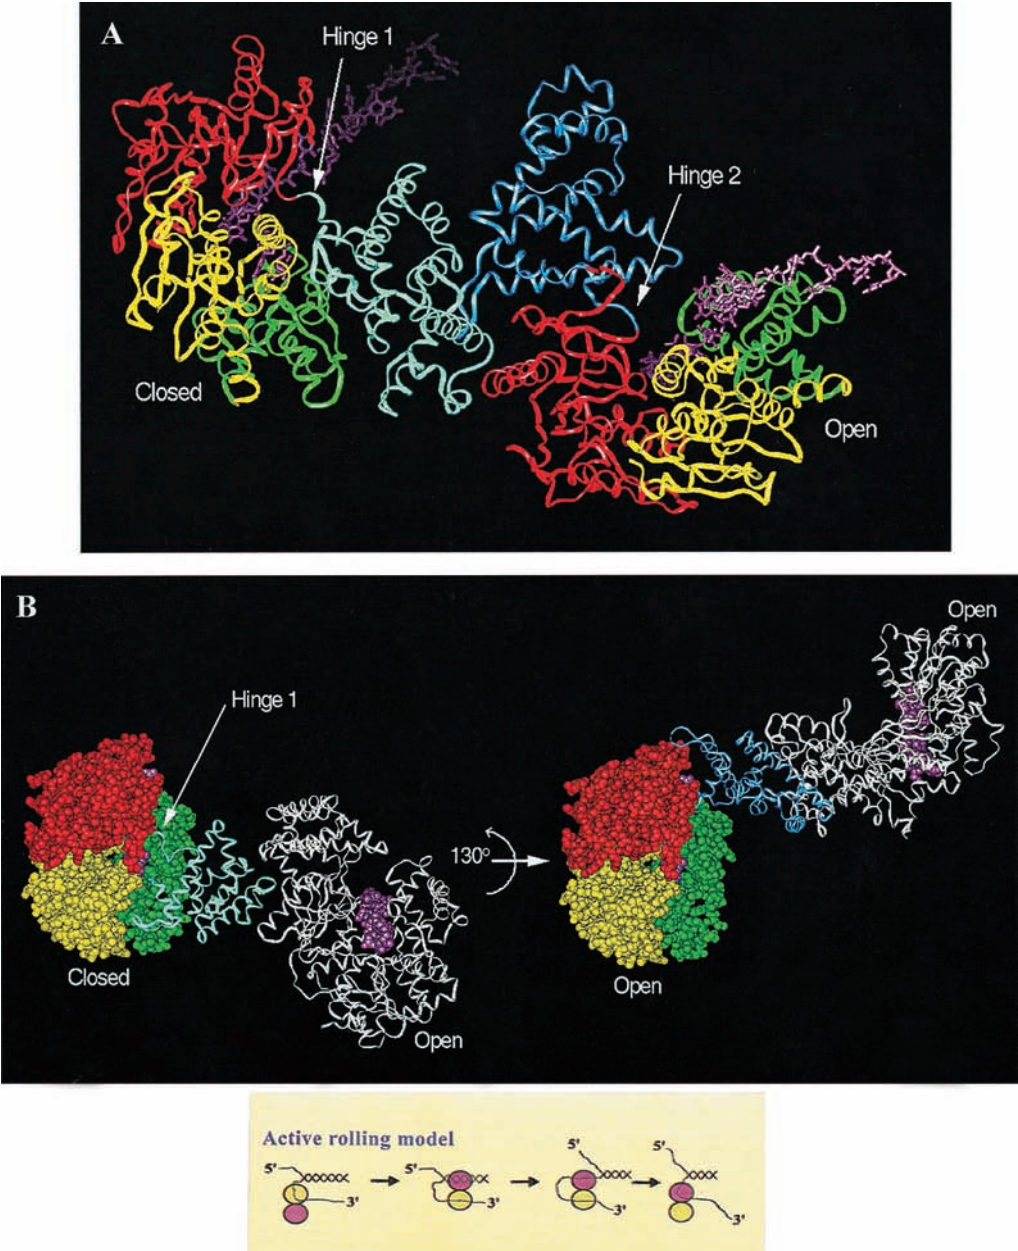 A
Hinge 1
Hinge 2
Closed
Open
B
Open
Hinge 1
130°
Closed
Open
Open
Active rolling model
5'
5'
5'
5'
3'
3'
3'
3'